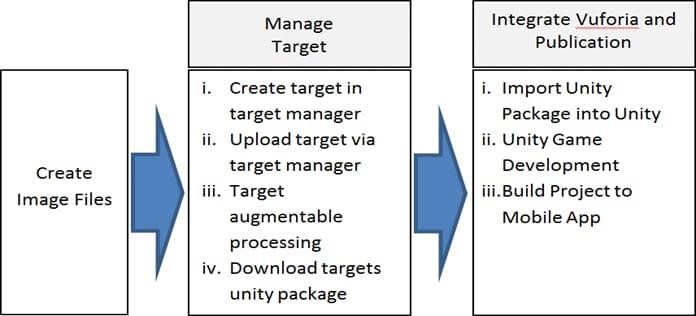 Create
Image Files
Manage
Target
i. Create target in
target manager
ii. Upload target via
target manager
iii. Target
augmentable
processing
iv. Download targets
unity package
Integrate Vuforia and
Publication
i. Import Unity
Package into Unity
ii. Unity Game
Development
iii.Build Project to
Mobile App